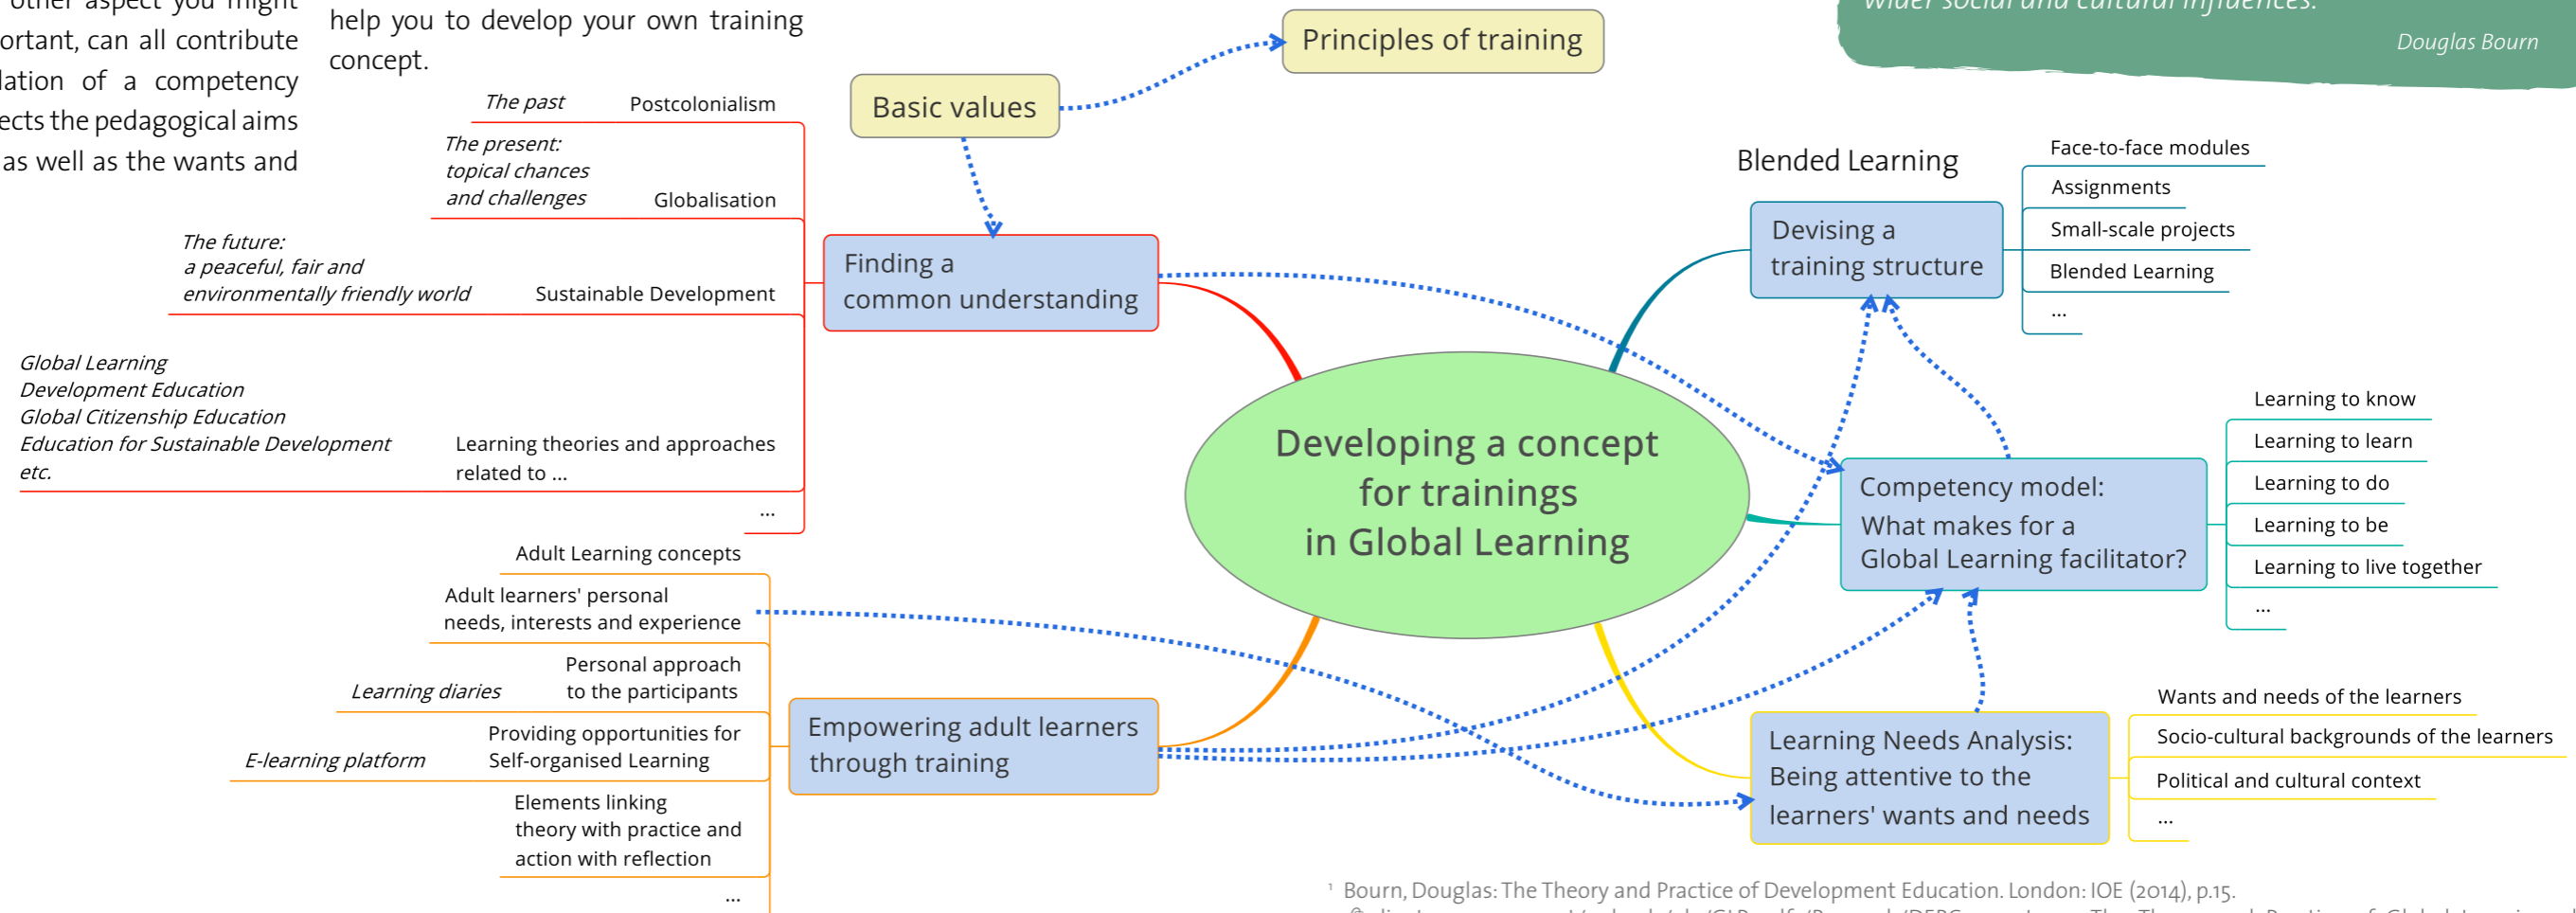 other aspect you might
ortant, can all contribute
lation of a competency
ects the pedagogical aims
as well as the wants and
help you to develop your own training
concept.
wider social and cultural influences.
Douglas Bourn
Principles of training
Basic values
The past
Postcolonialism
The present:
topical chances
and challenges
Globalisation
The future:
a peaceful, fair and
environmentally friendly world
Sustainable Development
Global Learning
Development Education
Global Citizenship Education
Education for Sustainable Development
etc.
Learning theories and approaches
related to ...
...
Finding a
common understanding
Adult Learning concepts
Adult learners' personal
needs, interests and experience
Learning diaries
Personal approach
to the participants
E-learning platform
Providing opportunities for
Self-organised Learning
Elements linking
theory with practice and
action with reflection
...
Empowering adult learners
through training
Developing a concept
for trainings
in Global Learning
Blended Learning
Devising a
training structure
Face-to-face modules
Assignments
Small-scale projects
Blended Learning
...
Competency model:
What makes for a
Global Learning facilitator?
Learning to know
Learning to learn
Learning to do
Learning to be
Learning to live together
...
Learning Needs Analysis:
Being attentive to the
learners' wants and needs
Wants and needs of the learners
Socio-cultural backgrounds of the learners
Political and cultural context
...
1 Bourn, Douglas: The Theory and Practice of Development Education. London: IOE (2014), p.15.